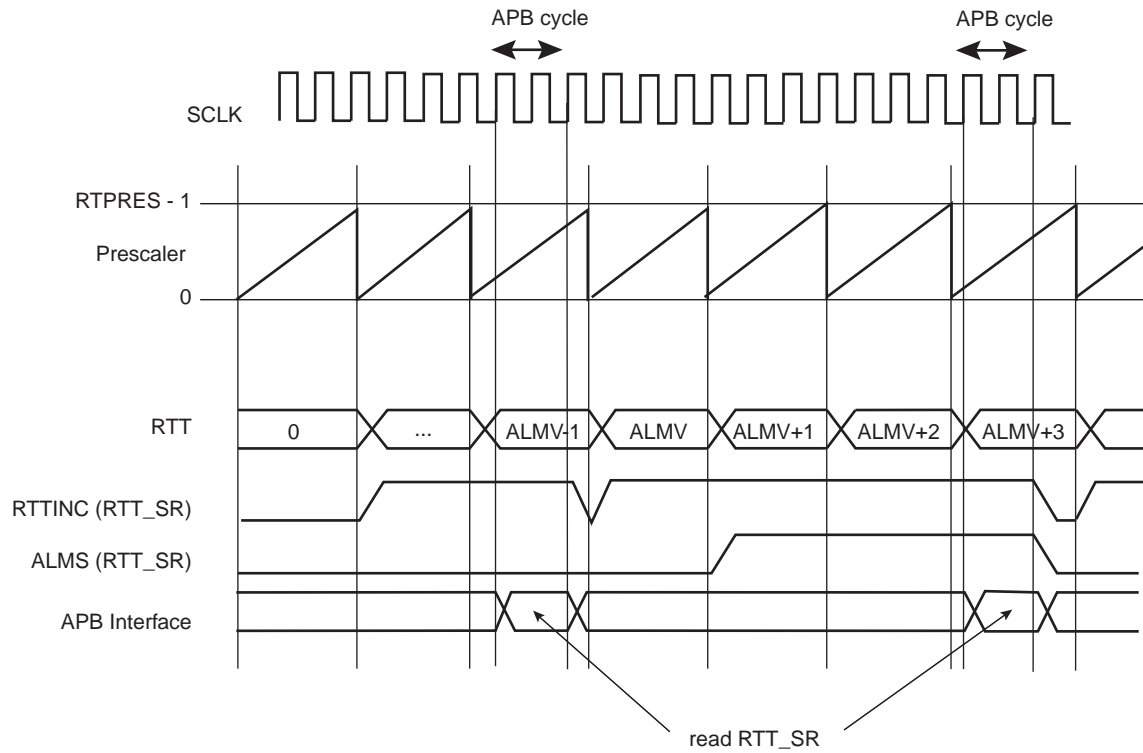 APB cycle
APB cycle
SCLK
RTPRES - 1
Prescaler
0
RTT
0
...
ALMV-1
ALMV
ALMV+1
ALMV+2
ALMV+3
RTTINC (RTT_SR)
ALMS (RTT_SR)
APB Interface
read RTT_SR